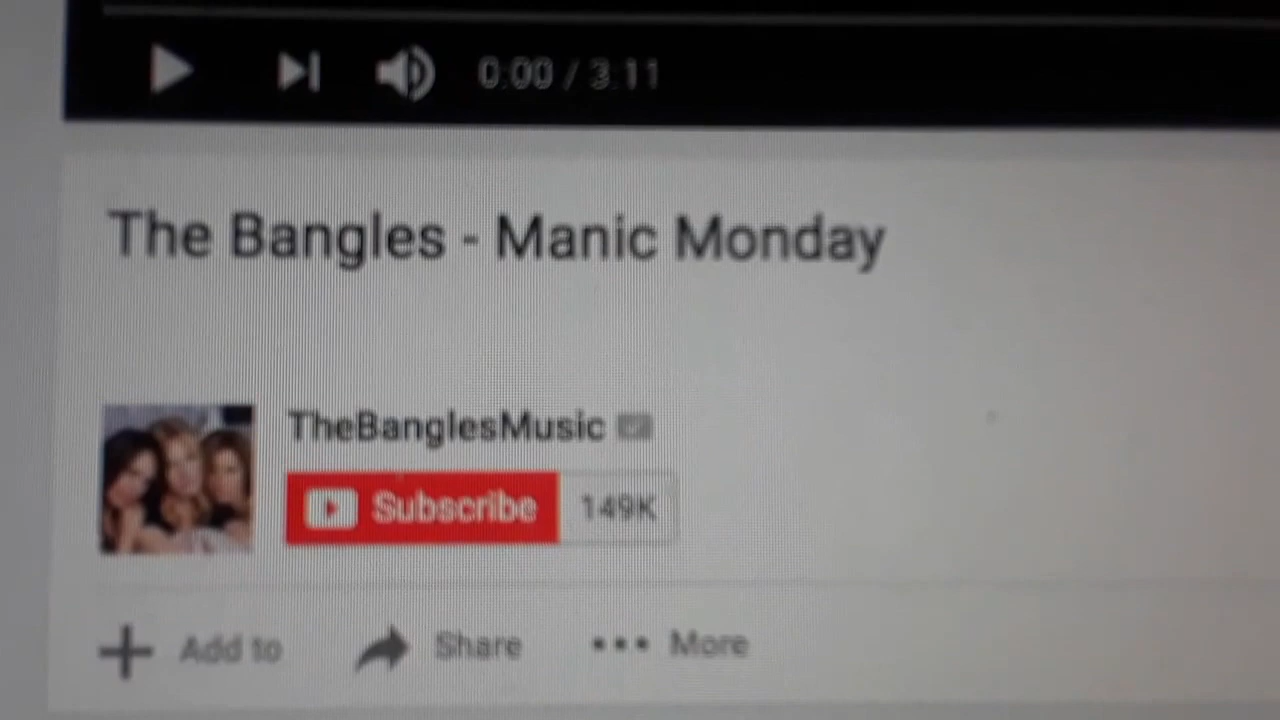 0:00 / 3:11
The Bangles - Manic Monday
TheBanglesMusic
Subscribe 149K
Add to Share More